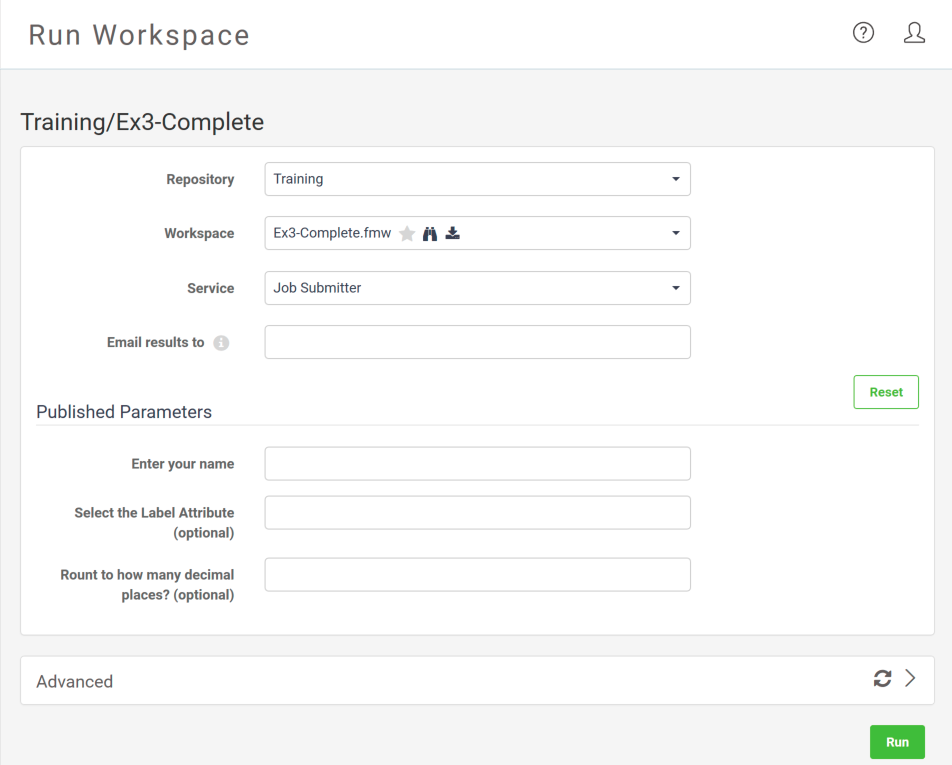 Run Workspace
Training/Ex3-Complete
Repository
Training
Workspace
Ex3-Complete.fmw
Service
Job Submitter
Email results to
Reset
Published Parameters
Enter your name
Select the Label Attribute
(optional)
Rount to how many decimal
places? (optional)
Advanced
Run